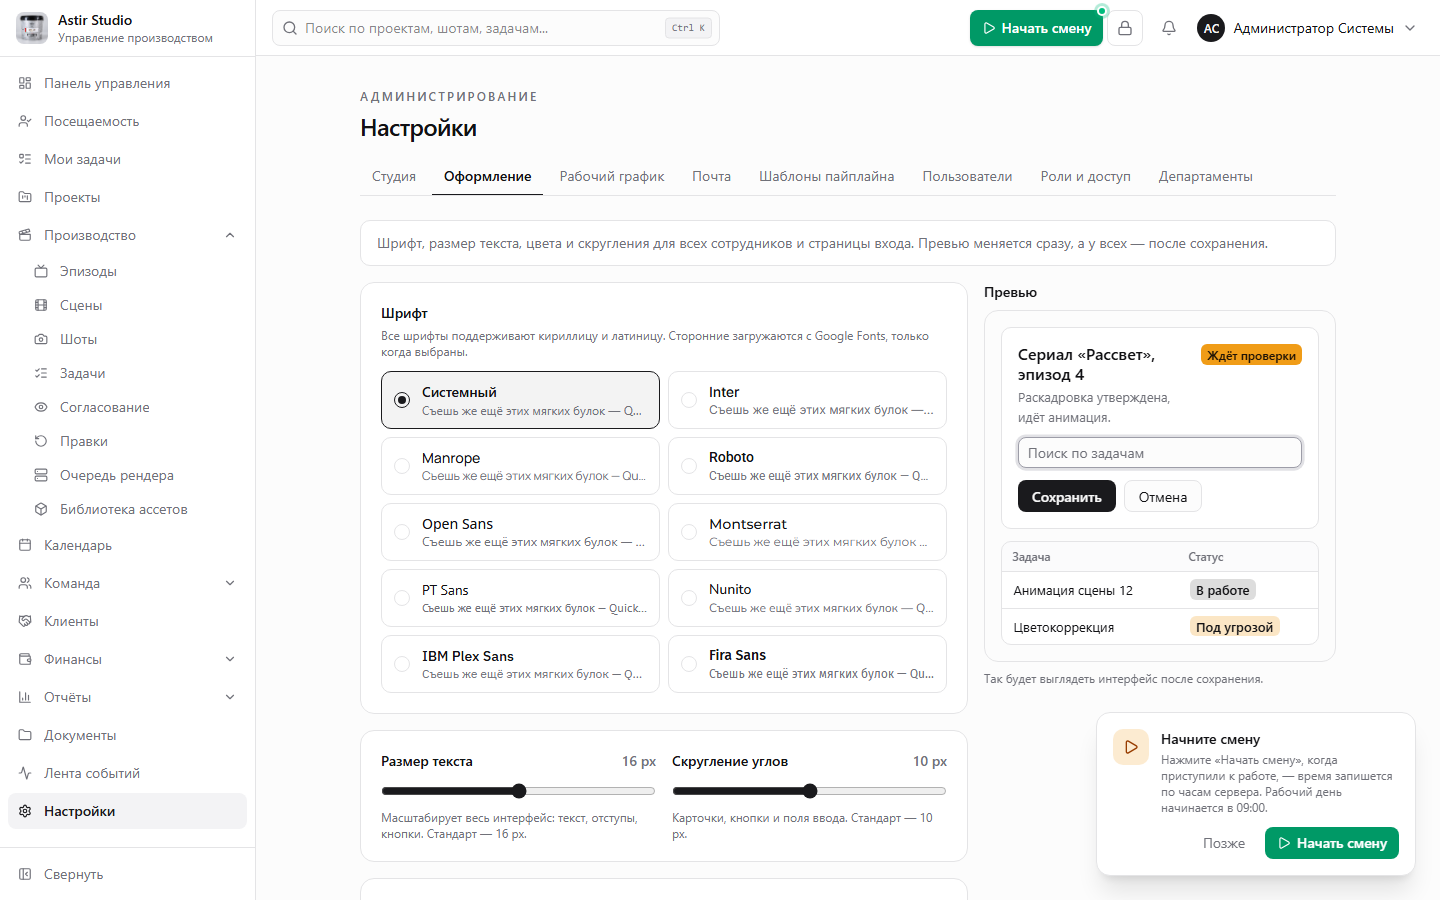 Astir Studio
Управление производством
Поиск по проектам, шотам, задачам...
Ctrl K
Начать смену
АС
Администратор Системы
Панель управления
Посещаемость
Мои задачи
Проекты
Производство
Эпизоды
Сцены
Шоты
Задачи
Согласование
Правки
Очередь рендера
Библиотека ассетов
Календарь
Команда
Клиенты
Финансы
Отчёты
Документы
Лента событий
Настройки
Свернуть
АДМИНИСТРИРОВАНИЕ
Настройки
Студия
Оформление
Рабочий график
Почта
Шаблоны пайплайна
Пользователи
Роли и доступ
Департаменты
Шрифт, размер текста, цвета и скругления для всех сотрудников и страницы входа. Превью меняется сразу, а у всех — после сохранения.
Шрифт
Все шрифты поддерживают кириллицу и латиницу. Сторонние загружаются с Google Fonts, только
когда выбраны.
Системный
Съешь же ещё этих мягких булок — Q...
Inter
Съешь же ещё этих мягких булок —...
Manrope
Съешь же ещё этих мягких булок — Qu...
Roboto
Съешь же ещё этих мягких булок — Q...
Open Sans
Съешь же ещё этих мягких булок — ...
Montserrat
Съешь же ещё этих мягких булок ...
PT Sans
Съешь же ещё этих мягких булок — Quick...
Nunito
Съешь же ещё этих мягких булок — Q...
IBM Plex Sans
Съешь же ещё этих мягких булок — Q...
Fira Sans
Съешь же ещё этих мягких булок — Qu...
Размер текста
16 px
Масштабирует весь интерфейс: текст, отступы,
кнопки. Стандарт — 16 px.
Скругление углов
10 px
Карточки, кнопки и поля ввода. Стандарт — 10
px.
Превью
Сериал «Рассвет»,
эпизод 4
Ждёт проверки
Раскадровка утверждена,
идёт анимация.
Поиск по задачам
Сохранить
Отмена
Задача
Статус
Анимация сцены 12
В работе
Цветокоррекция
Под угрозой
Так будет выглядеть интерфейс после сохранения.
Начните смену
Нажмите «Начать смену», когда
приступили к работе, — время запишется
по часам сервера. Рабочий день
начинается в 09:00.
Позже
Начать смену